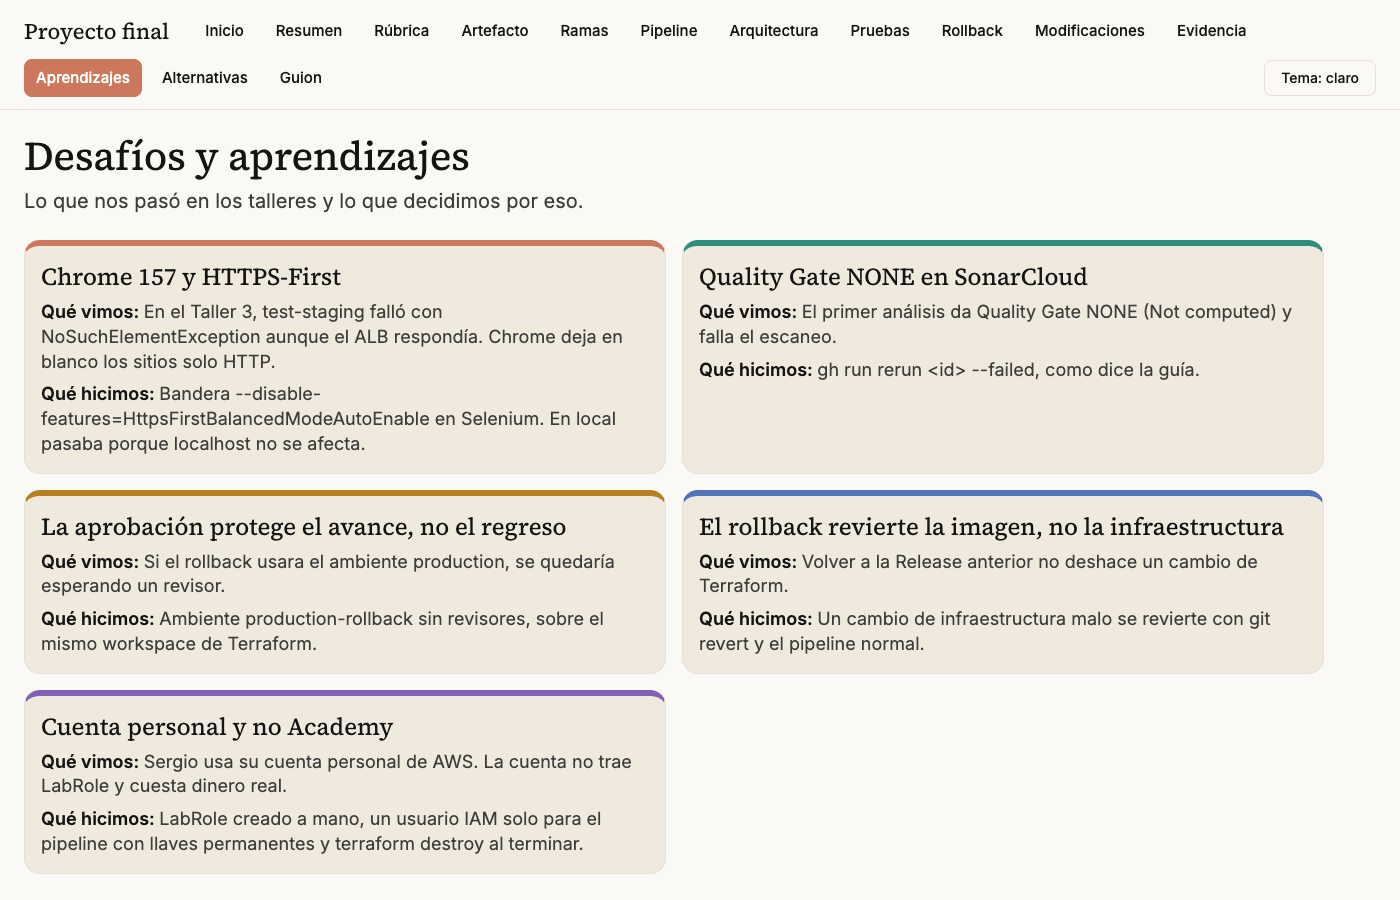 Proyecto final
Inicio
Resumen
Rúbrica
Artefacto
Ramas
Pipeline
Arquitectura
Pruebas
Rollback
Modificaciones
Evidencia
Aprendizajes
Alternativas
Guion
Tema: claro
Desafíos y aprendizajes
Lo que nos pasó en los talleres y lo que decidimos por eso.
Chrome 157 y HTTPS-First
Qué vimos: En el Taller 3, test-staging falló con
NoSuchElementException aunque el ALB respondía. Chrome deja en
blanco los sitios solo HTTP.
Qué hicimos: Bandera --disable-
features=HttpsFirstBalancedModeAutoEnable en Selenium. En local
pasaba porque localhost no se afecta.
Quality Gate NONE en SonarCloud
Qué vimos: El primer análisis da Quality Gate NONE (Not computed) y
falla el escaneo.
Qué hicimos: gh run rerun <id> --failed, como dice la guía.
La aprobación protege el avance, no el regreso
Qué vimos: Si el rollback usara el ambiente production, se quedaría
esperando un revisor.
Qué hicimos: Ambiente production-rollback sin revisores, sobre el
mismo workspace de Terraform.
El rollback revierte la imagen, no la infraestructura
Qué vimos: Volver a la Release anterior no deshace un cambio de
Terraform.
Qué hicimos: Un cambio de infraestructura malo se revierte con git
revert y el pipeline normal.
Cuenta personal y no Academy
Qué vimos: Sergio usa su cuenta personal de AWS. La cuenta no trae
LabRole y cuesta dinero real.
Qué hicimos: LabRole creado a mano, un usuario IAM solo para el
pipeline con llaves permanentes y terraform destroy al terminar.